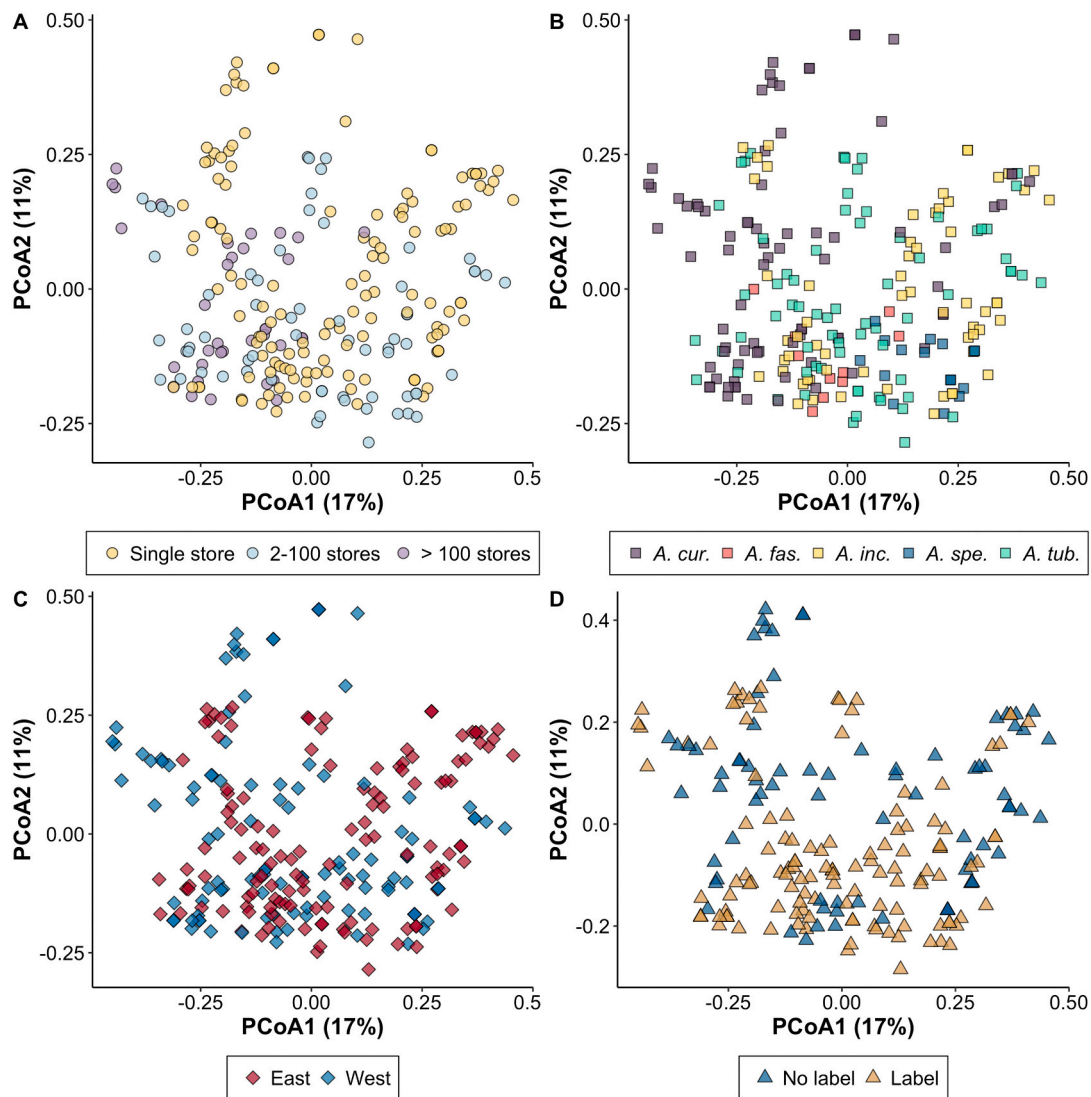 A
B
0.50
0.50
0.25
0.25
PCoA2 (11%)
PCoA2 (11%)
0.00
0.00
-0.25
-0.25
-0.25 0.00 0.25 0.5
-0.25 0.00 0.25 0.50
PCoA1 (17%)
PCoA1 (17%)
Single store 2-100 stores > 100 stores
A. cur. A. fas. A. inc. A. spe. A. tub.
C
D
0.50
0.4
0.25
0.2
PCoA2 (11%)
PCoA2 (11%)
0.00
0.0
-0.25
-0.2
-0.25 0.00 0.25 0.5
-0.25 0.00 0.25 0.50
PCoA1 (17%)
PCoA1 (17%)
East West
No label Label